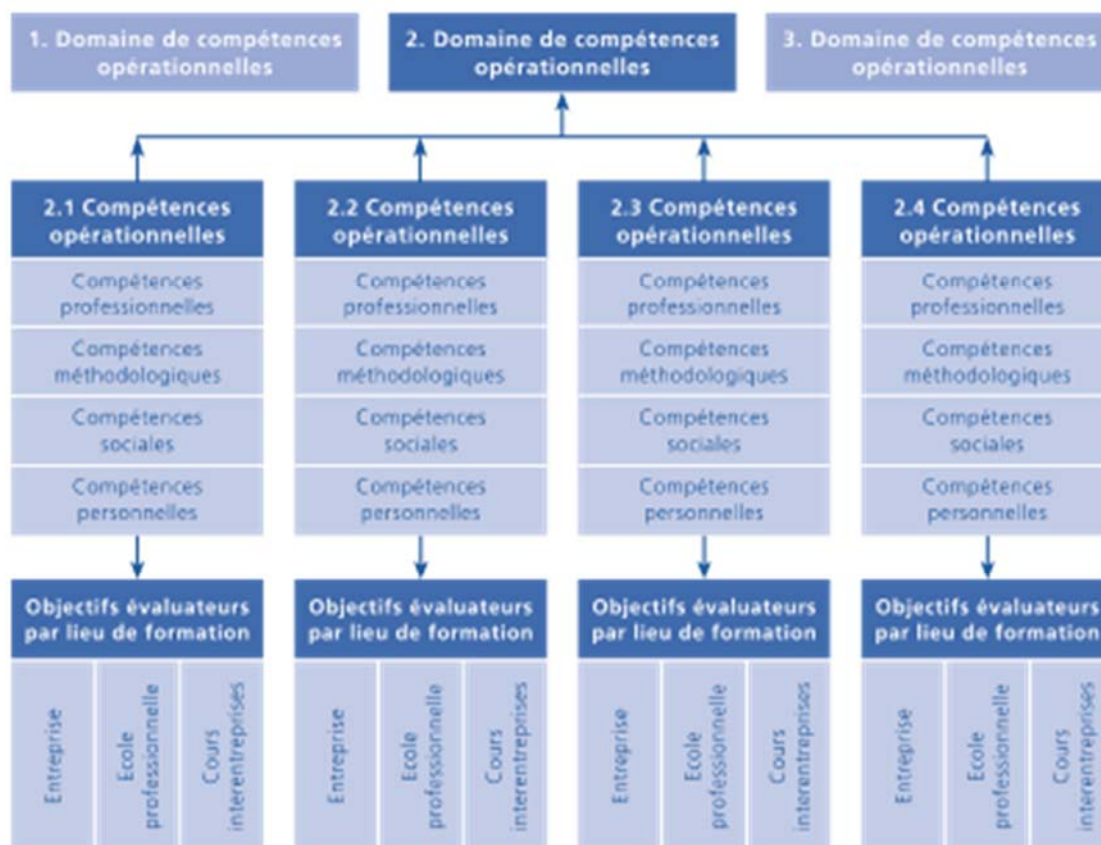 1. Domaine de compétences
opérationnelles
2. Domaine de compétences
opérationnelles
3. Domaine de compétences
opérationnelles
2.1 Compétences
opérationnelles
2.2 Compétences
opérationnelles
2.3 Compétences
opérationnelles
2.4 Compétences
opérationnelles
Compétences
professionnelles
Compétences
professionnelles
Compétences
professionnelles
Compétences
professionnelles
Compétences
méthodologiques
Compétences
méthodologiques
Compétences
méthodologiques
Compétences
méthodologiques
Compétences
sociales
Compétences
sociales
Compétences
sociales
Compétences
sociales
Compétences
personnelles
Compétences
personnelles
Compétences
personnelles
Compétences
personnelles
Objectifs évaluateurs
par lieu de formation
Objectifs évaluateurs
par lieu de formation
Objectifs évaluateurs
par lieu de formation
Objectifs évaluateurs
par lieu de formation
Entreprise
Ecole
professionnelle
Cours
interentreprises
Entreprise
Ecole
professionnelle
Cours
interentreprises
Entreprise
Ecole
professionnelle
Cours
interentreprises
Entreprise
Ecole
professionnelle
Cours
interentreprises